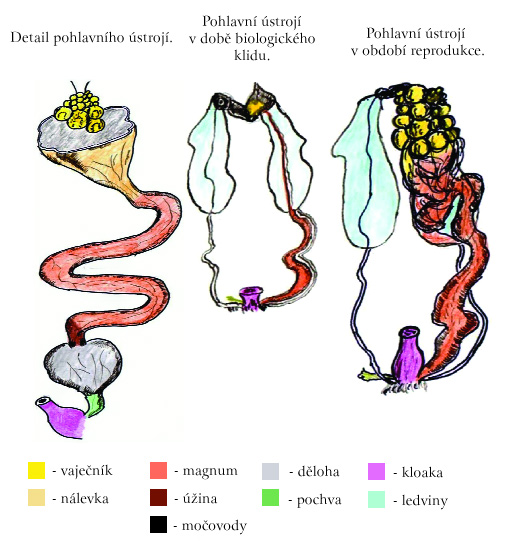 Detail pohlavního ústrojí.
Pohlavní ústrojí
v době biologického
klidu.
Pohlavní ústrojí
v období reprodukce.
- vaječník
- magnum
- děloha
- kloaka
- nálevka
- úžina
- pochva
- ledviny
- močovody